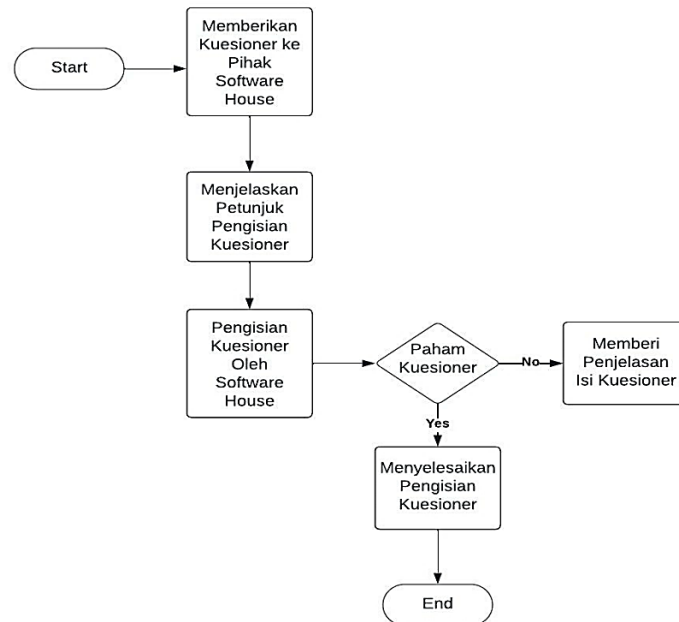 Start
Memberikan
Kuesioner ke
Pihak
Software
House
Menjelaskan
Petunjuk
Pengisian
Kuesioner
Pengisian
Kuesioner
Oleh
Software
House
Paham
Kuesioner
No
Memberi
Penjelasan
Isi Kuesioner
Yes
Menyelesaikan
Pengisian
Kuesioner
End